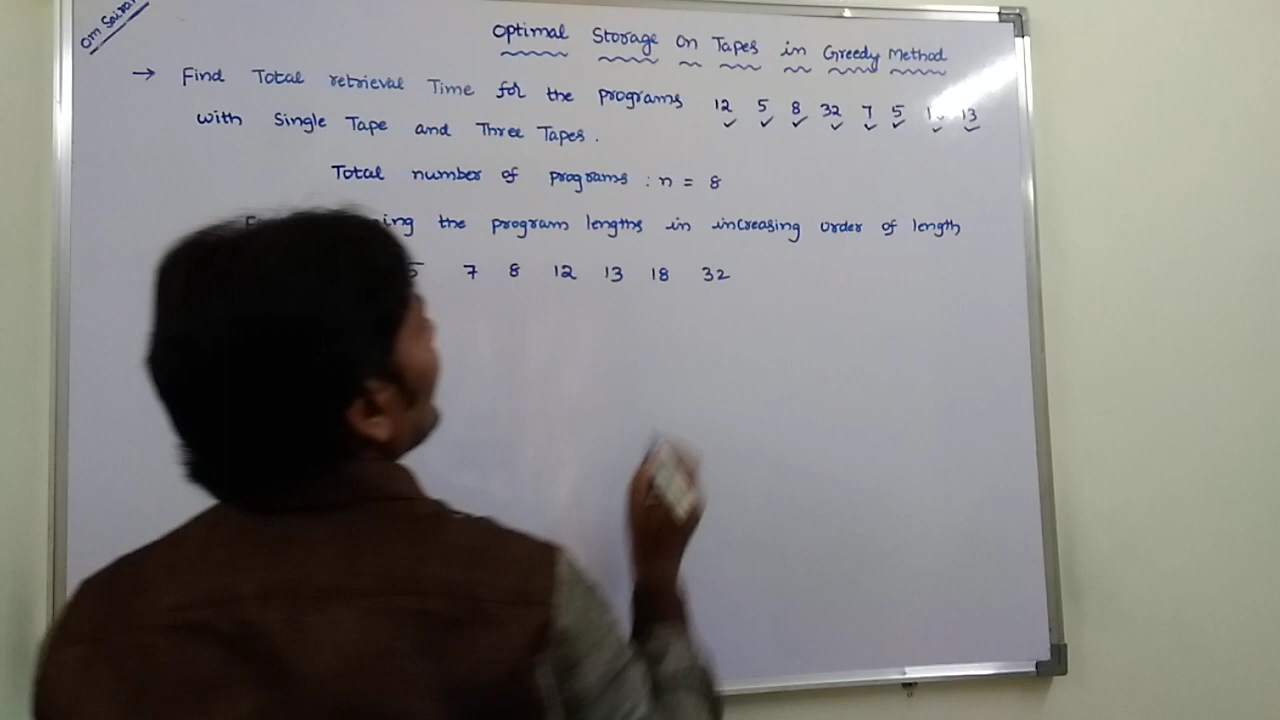 Om Sairam
Optimal Storage on Tapes in Greedy Method
→ Find Total retrieval Time for the programs 12 5 8 32 7 5 13
with Single Tape and Three Tapes.
Total number of programs : n = 8
the program lengths in increasing order of length
5 7 8 12 13 18 32